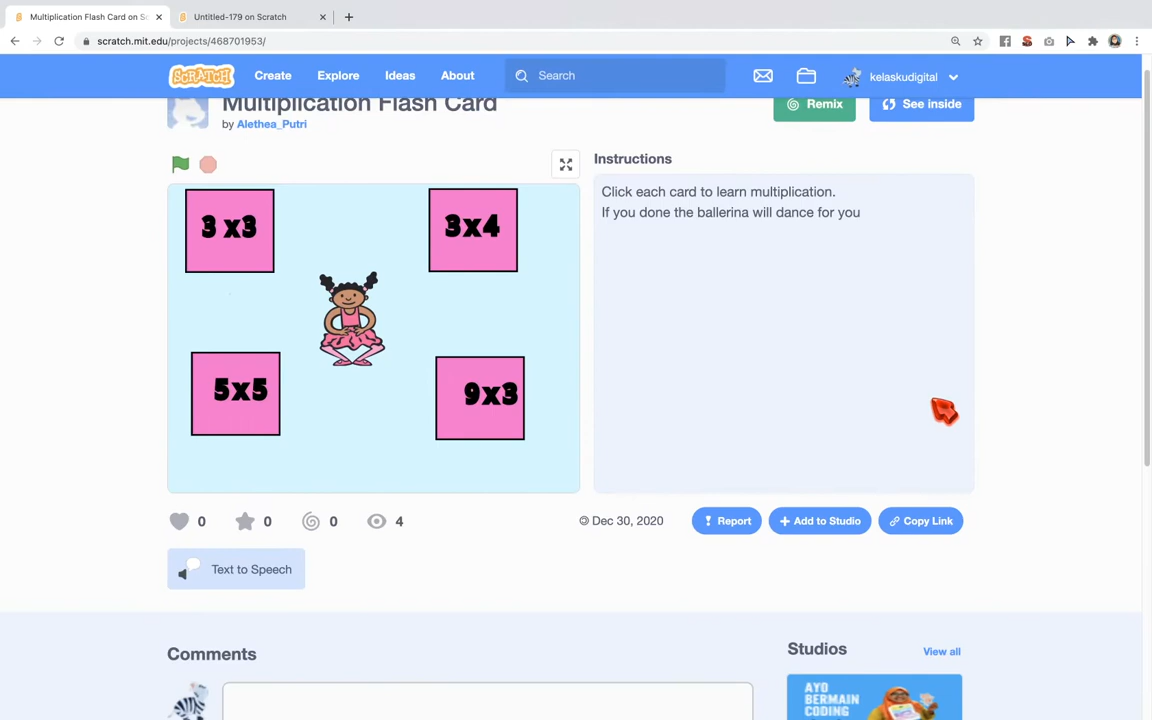 Multiplication Flash Card on Sc
Untitled-179 on Scratch
scratch.mit.edu/projects/468701953/
SCRATCH
Create
Explore
Ideas
About
Search
kelaskudigital
Multiplication Flash Card
by Alethea_Putri
Remix
See inside
Instructions
Click each card to learn multiplication.
If you done the ballerina will dance for you
3 x3
3x4
5x5
9x3
0
0
0
4
© Dec 30, 2020
Report
Add to Studio
Copy Link
Text to Speech
Comments
Studios
View all
AYO
BERMAIN
CODING